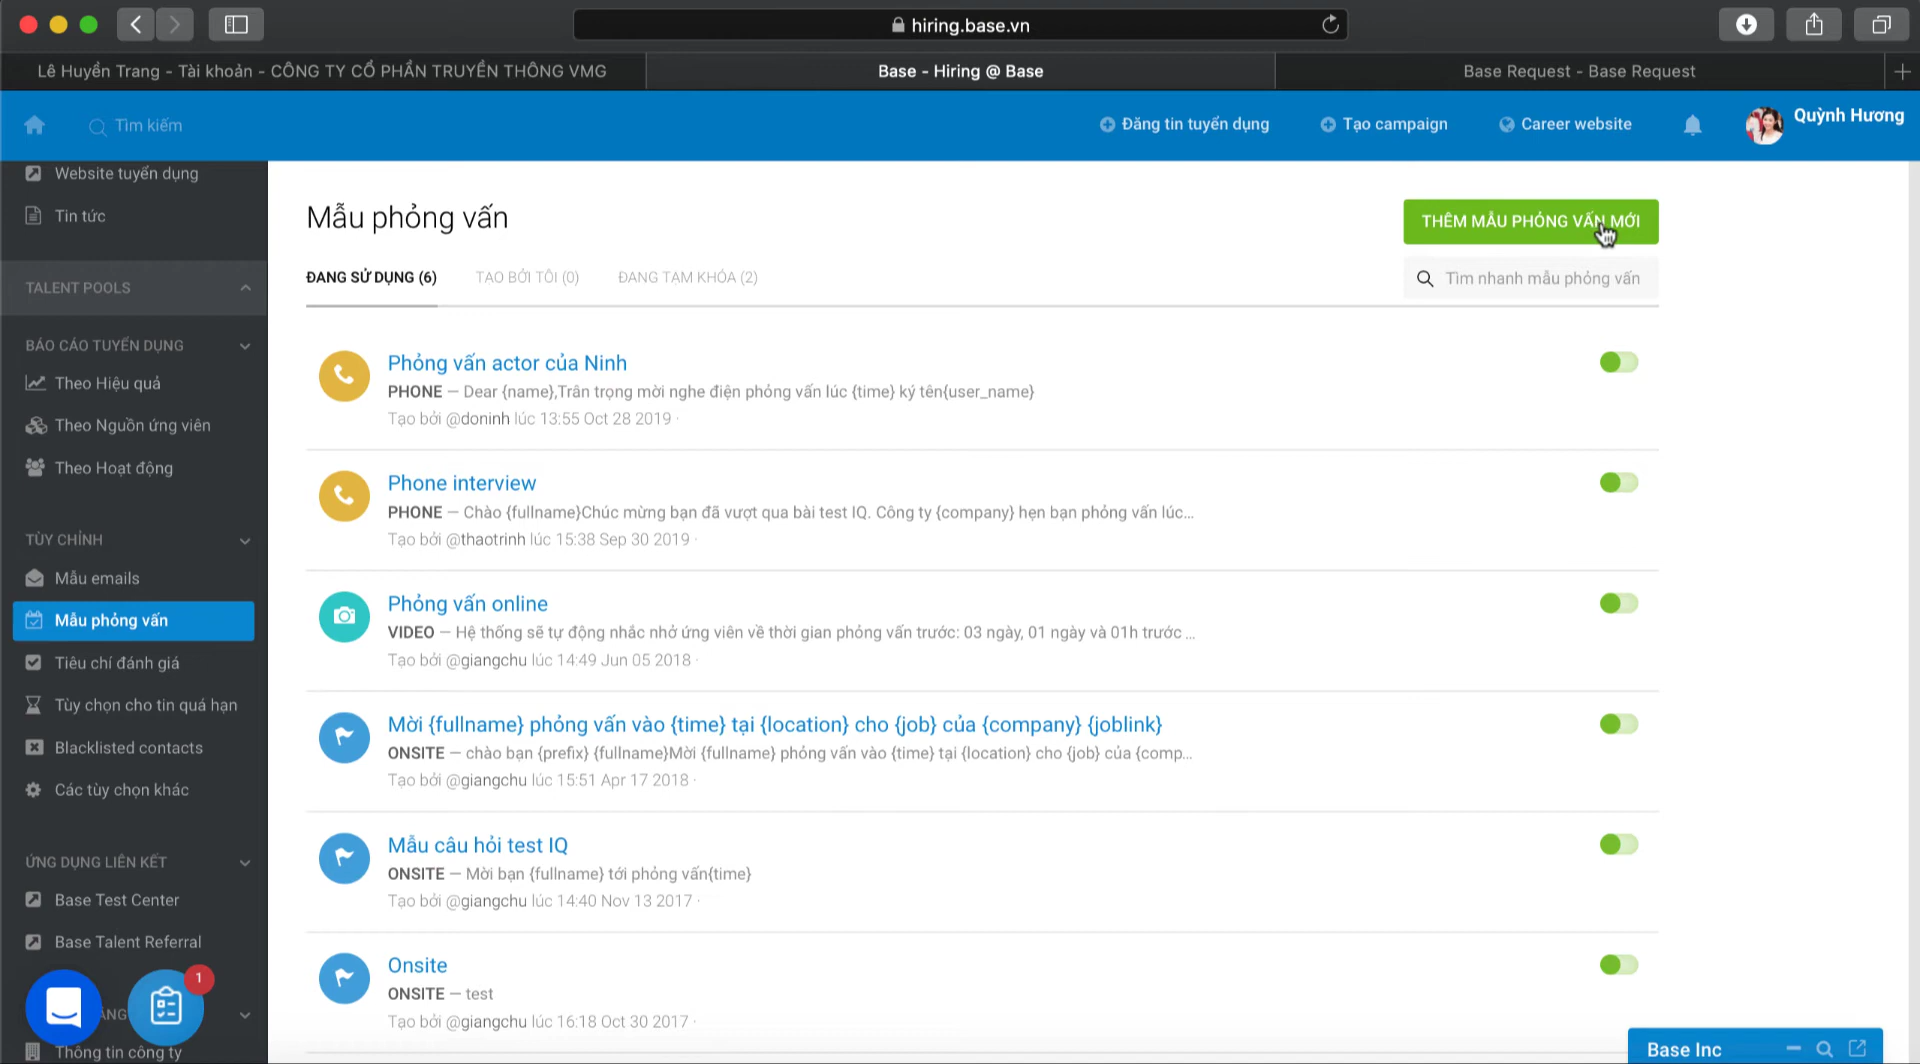 hiring.base.vn
Lê Huyền Trang - Tài khoản - CÔNG TY CỔ PHẦN TRUYỀN THÔNG VMG
Base - Hiring @ Base
Base Request - Base Request
Tìm kiếm
Đăng tin tuyển dụng
Tạo campaign
Career website
Quỳnh Hương
Website tuyển dụng
Tin tức
TALENT POOLS
BÁO CÁO TUYỂN DỤNG
Theo Hiệu quả
Theo Nguồn ứng viên
Theo Hoạt động
TÙY CHỈNH
Mẫu emails
Mẫu phỏng vấn
Tiêu chí đánh giá
Tùy chọn cho tin quá hạn
Blacklisted contacts
Các tùy chọn khác
ỨNG DỤNG LIÊN KẾT
Base Test Center
Base Talent Referral
1
Thông tin công ty
Mẫu phỏng vấn
THÊM MẪU PHỎNG VẤN MỚI
ĐANG SỬ DỤNG (6)
TẠO BỞI TÔI (0)
ĐANG TẠM KHÓA (2)
Tìm nhanh mẫu phỏng vấn
Phỏng vấn actor của Ninh
PHONE — Dear {name},Trân trọng mời nghe điện phỏng vấn lúc {time} ký tên{user_name}
Tạo bởi @doninh lúc 13:55 Oct 28 2019 ·
Phone interview
PHONE — Chào {fullname}Chúc mừng bạn đã vượt qua bài test IQ. Công ty {company} hẹn bạn phỏng vấn lúc...
Tạo bởi @thaotrinh lúc 15:38 Sep 30 2019 ·
Phỏng vấn online
VIDEO — Hệ thống sẽ tự động nhắc nhở ứng viên về thời gian phỏng vấn trước: 03 ngày, 01 ngày và 01h trước ...
Tạo bởi @giangchu lúc 14:49 Jun 05 2018 ·
Mời {fullname} phỏng vấn vào {time} tại {location} cho {job} của {company} {joblink}
ONSITE — chào bạn {prefix} {fullname}Mời {fullname} phỏng vấn vào {time} tại {location} cho {job} của {comp...
Tạo bởi @giangchu lúc 15:51 Apr 17 2018 ·
Mẫu câu hỏi test IQ
ONSITE — Mời bạn {fullname} tới phỏng vấn{time}
Tạo bởi @giangchu lúc 14:40 Nov 13 2017 ·
Onsite
ONSITE — test
Tạo bởi @giangchu lúc 16:18 Oct 30 2017 ·
Base Inc